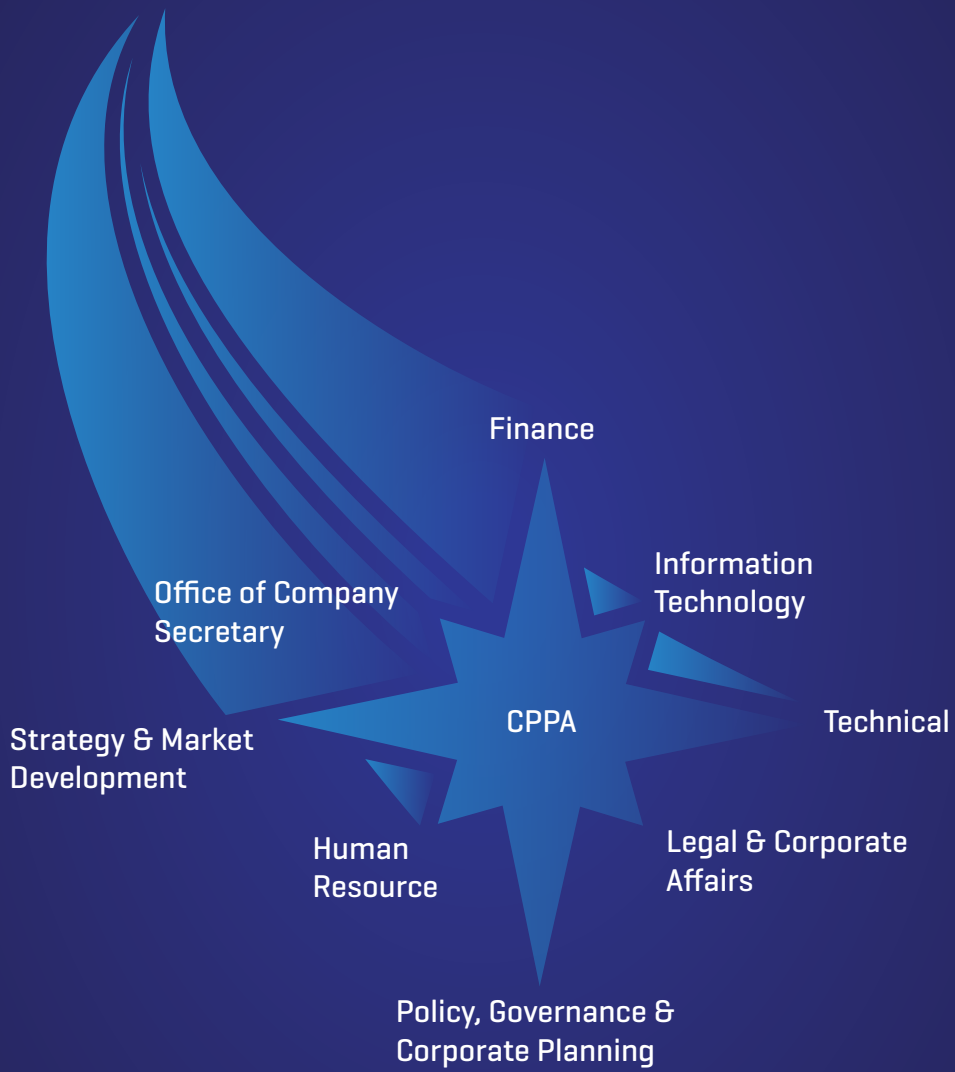 Finance
Information
Technology
Office of Company
Secretary
CPPA
Technical
Strategy & Market
Development
Human
Resource
Legal & Corporate
Affairs
Policy, Governance &
Corporate Planning